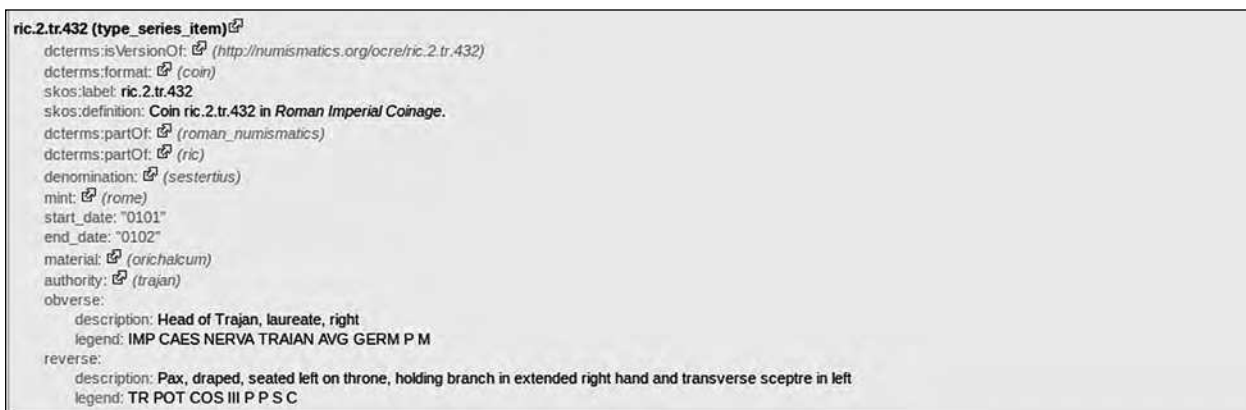 ric.2.tr.432 (type_series_item)
dcterms:isVersionOf: (http://numismatics.org/ocre/ric.2.tr.432)
dcterms:format: (coin)
skos:label: ric.2.tr.432
skos:definition: Coin ric.2.tr.432 in Roman Imperial Coinage.
dcterms:partOf: (roman_numismatics)
dcterms:partOf: (ric)
denomination: (sestertius)
mint: (rome)
start_date: "0101"
end_date: "0102"
material: (orichalcum)
authority: (trajan)
obverse:
description: Head of Trajan, laureate, right
legend: IMP CAES NERVA TRAIAN AVG GERM P M
reverse:
description: Pax, draped, seated left on throne, holding branch in extended right hand and transverse sceptre in left
legend: TR POT COS III P P S C